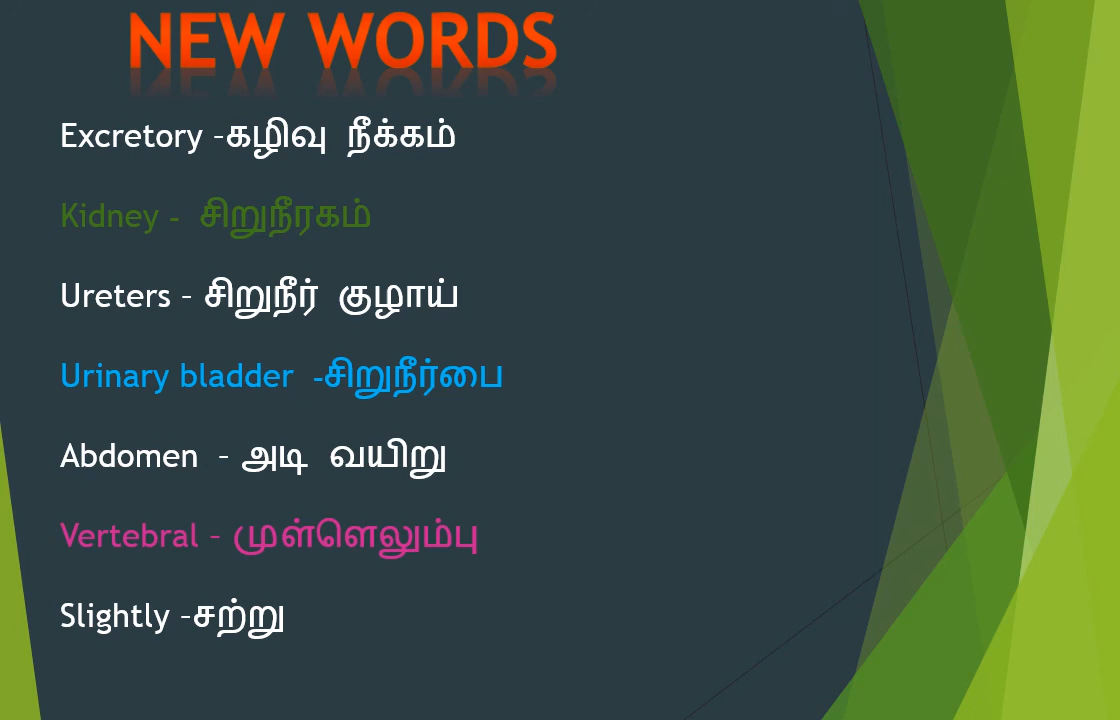 NEW WORDS
Excretory –கழிவு நீக்கம்
Kidney - சிறுநீரகம்
Ureters – சிறுநீர் குழாய்
Urinary bladder -சிறுநீர்பை
Abdomen – அடி வயிறு
Vertebral – முள்ளெலும்பு
Slightly –சற்று